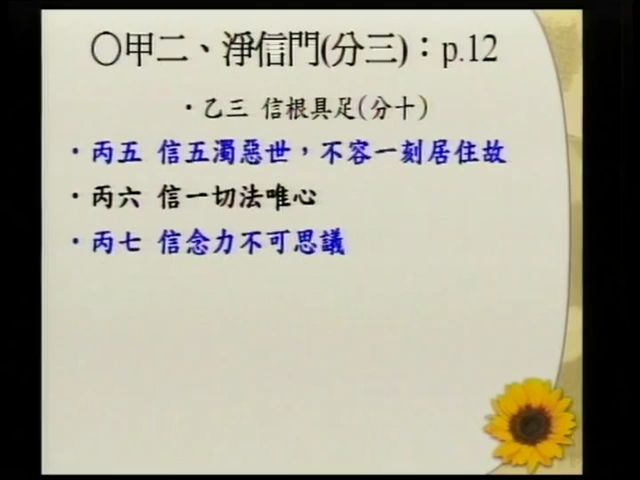 〇甲二、淨信門(分三)：p.12
・乙三 信根具足(分十)
・丙五 信五濁惡世，不容一刻居住故
・丙六 信一切法唯心
・丙七 信念力不可思議